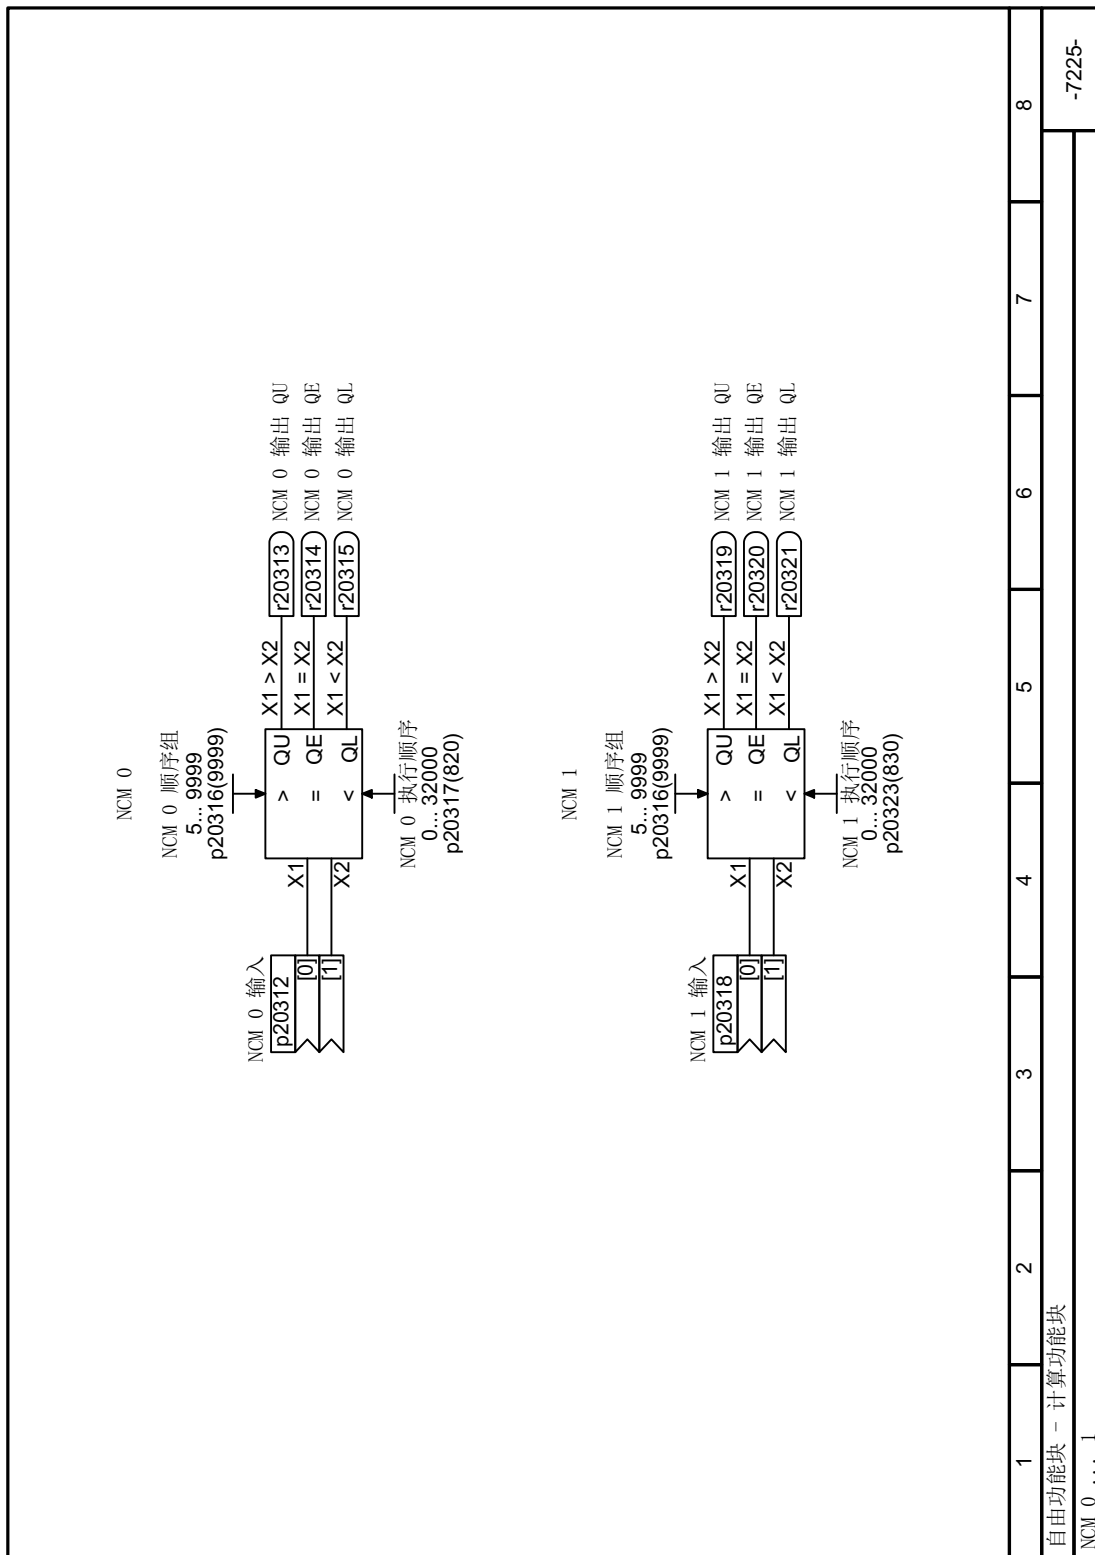 NCM 0
NCM 0 顺序组
5... 9999
p20316(9999)
NCM 0 输入
p20312
[0]
[1]
X1
X2
> QU
= QE
< QL
X1 > X2
X1 = X2
X1 < X2
r20313 NCM 0 输出 QU
r20314 NCM 0 输出 QE
r20315 NCM 0 输出 QL
NCM 0 执行顺序
0... 32000
p20317(820)
NCM 1
NCM 1 顺序组
5... 9999
p20316(9999)
NCM 1 输入
p20318
[0]
[1]
X1
X2
> QU
= QE
< QL
X1 > X2
X1 = X2
X1 < X2
r20319 NCM 1 输出 QU
r20320 NCM 1 输出 QE
r20321 NCM 1 输出 QL
NCM 1 执行顺序
0... 32000
p20323(830)
1 2 3 4 5 6 7 8
自由功能块 - 计算功能块
-7225-
NCM 0 ... 1